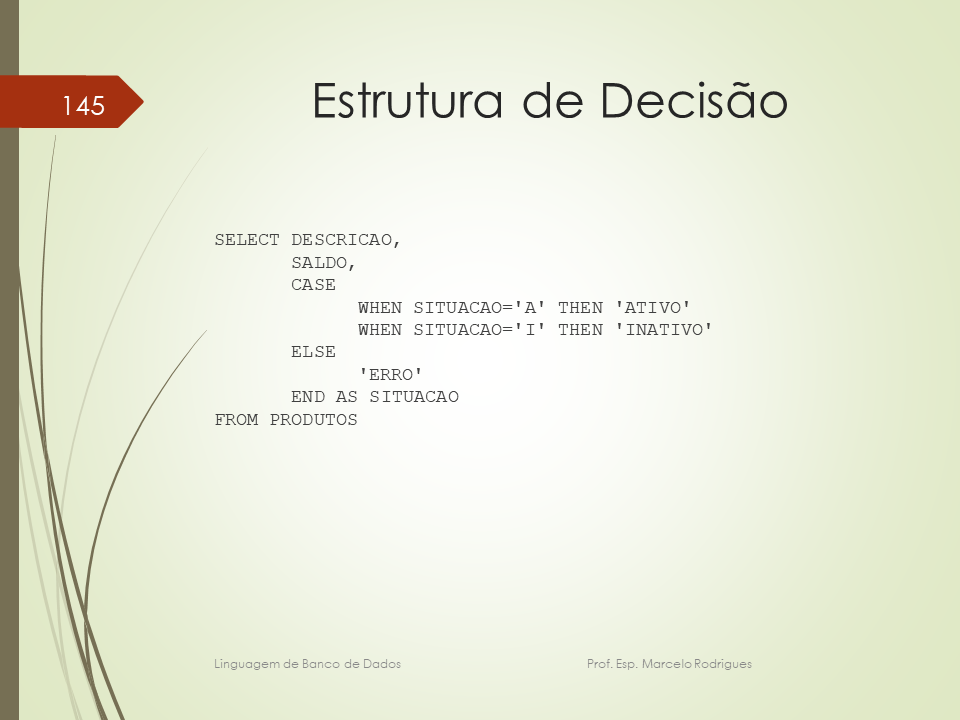 145
Estrutura de Decisão
SELECT DESCRICAO,
SALDO,
CASE
WHEN SITUACAO='A' THEN 'ATIVO'
WHEN SITUACAO='I' THEN 'INATIVO'
ELSE
'ERRO'
END AS SITUACAO
FROM PRODUTOS
Linguagem de Banco de Dados
Prof. Esp. Marcelo Rodrigues